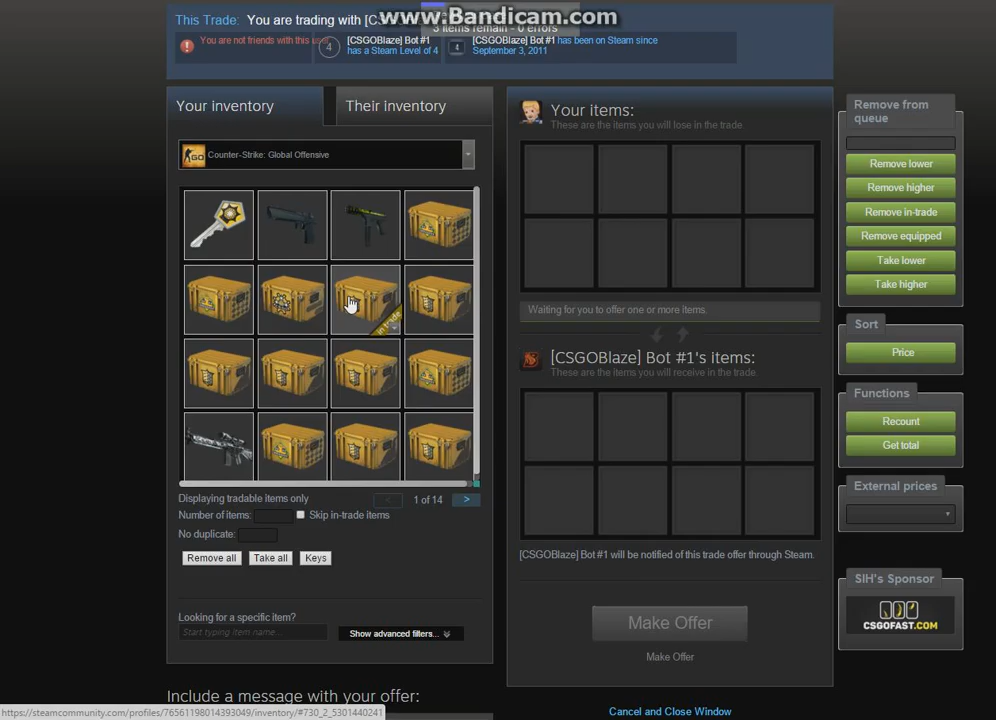 www.Bandicam.com
This Trade: You are trading with [CSGO
3 items remain - 0 errors
You are not friends with this user
4
[CSGOBlaze] Bot #1
has a Steam Level of 4
4
[CSGOBlaze] Bot #1 has been on Steam since
September 3, 2011
Your inventory
Their inventory
GO
Counter-Strike: Global Offensive
in trade
Displaying tradable items only
<
1 of 14
>
Number of items:
Skip in-trade items
No duplicate:
Remove all
Take all
Keys
Looking for a specific item?
Start typing item name...
Show advanced filters...
Include a message with your offer:
Your items:
These are the items you will lose in the trade
Waiting for you to offer one or more items.
[CSGOBlaze] Bot #1's items:
These are the items you will receive in the trade.
[CSGOBlaze] Bot #1 will be notified of this trade offer through Steam.
Make Offer
Make Offer
Cancel and Close Window
Remove from
queue
Remove lower
Remove higher
Remove in-trade
Remove equipped
Take lower
Take higher
Sort
Price
Functions
Recount
Get total
External prices
SIH's Sponsor
CSGOFAST.COM
https://steamcommunity.com/profiles/76561198014393049/inventory/#730_2_5301440241